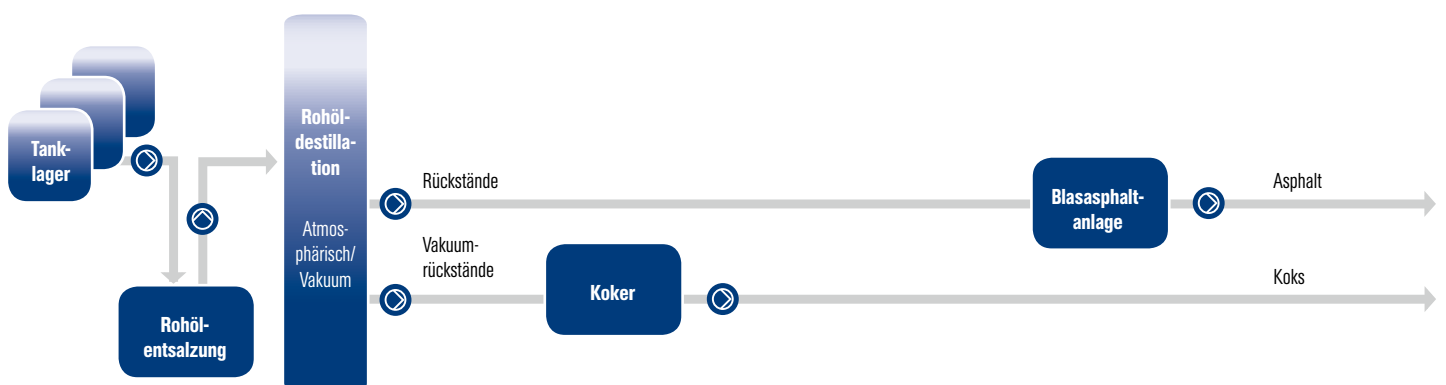 Tank-
lager
Rohöl-
entsalzung
Rohöl-
destilla-
tion
Atmos-
phärisch/
Vakuum
Rückstände
Blasasphalt-
anlage
Asphalt
Vakuum-
rückstände
Koker
Koks